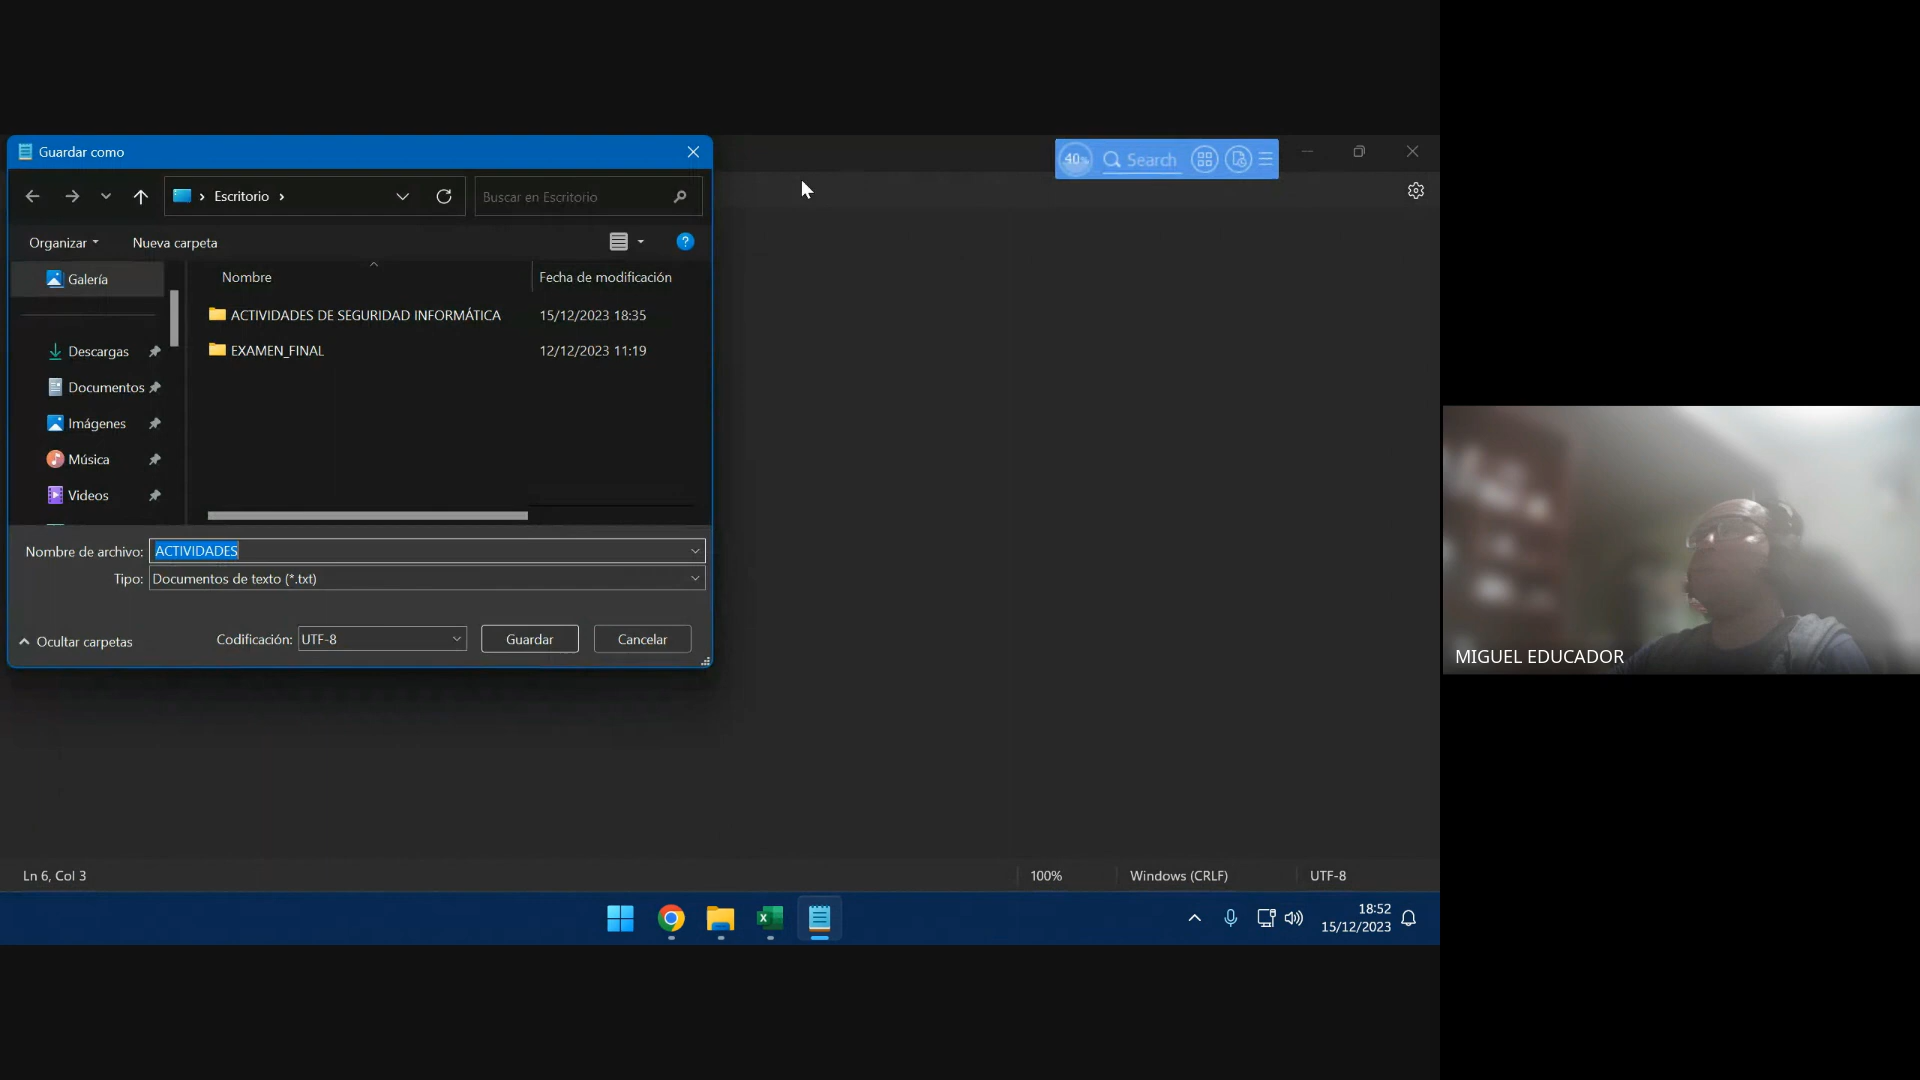 Guardar como
40%
Search
Escritorio
Buscar en Escritorio
Organizar
Nueva carpeta
?
Galería
Nombre
Fecha de modificación
ACTIVIDADES DE SEGURIDAD INFORMÁTICA
15/12/2023 18:35
EXAMEN_FINAL
12/12/2023 11:19
Descargas
Documentos
Imágenes
Música
Videos
Nombre de archivo:
ACTIVIDADES
Tipo:
Documentos de texto (*.txt)
Ocultar carpetas
Codificación:
UTF-8
Guardar
Cancelar
MIGUEL EDUCADOR
Ln 6, Col 3
100%
Windows (CRLF)
UTF-8
18:52
15/12/2023